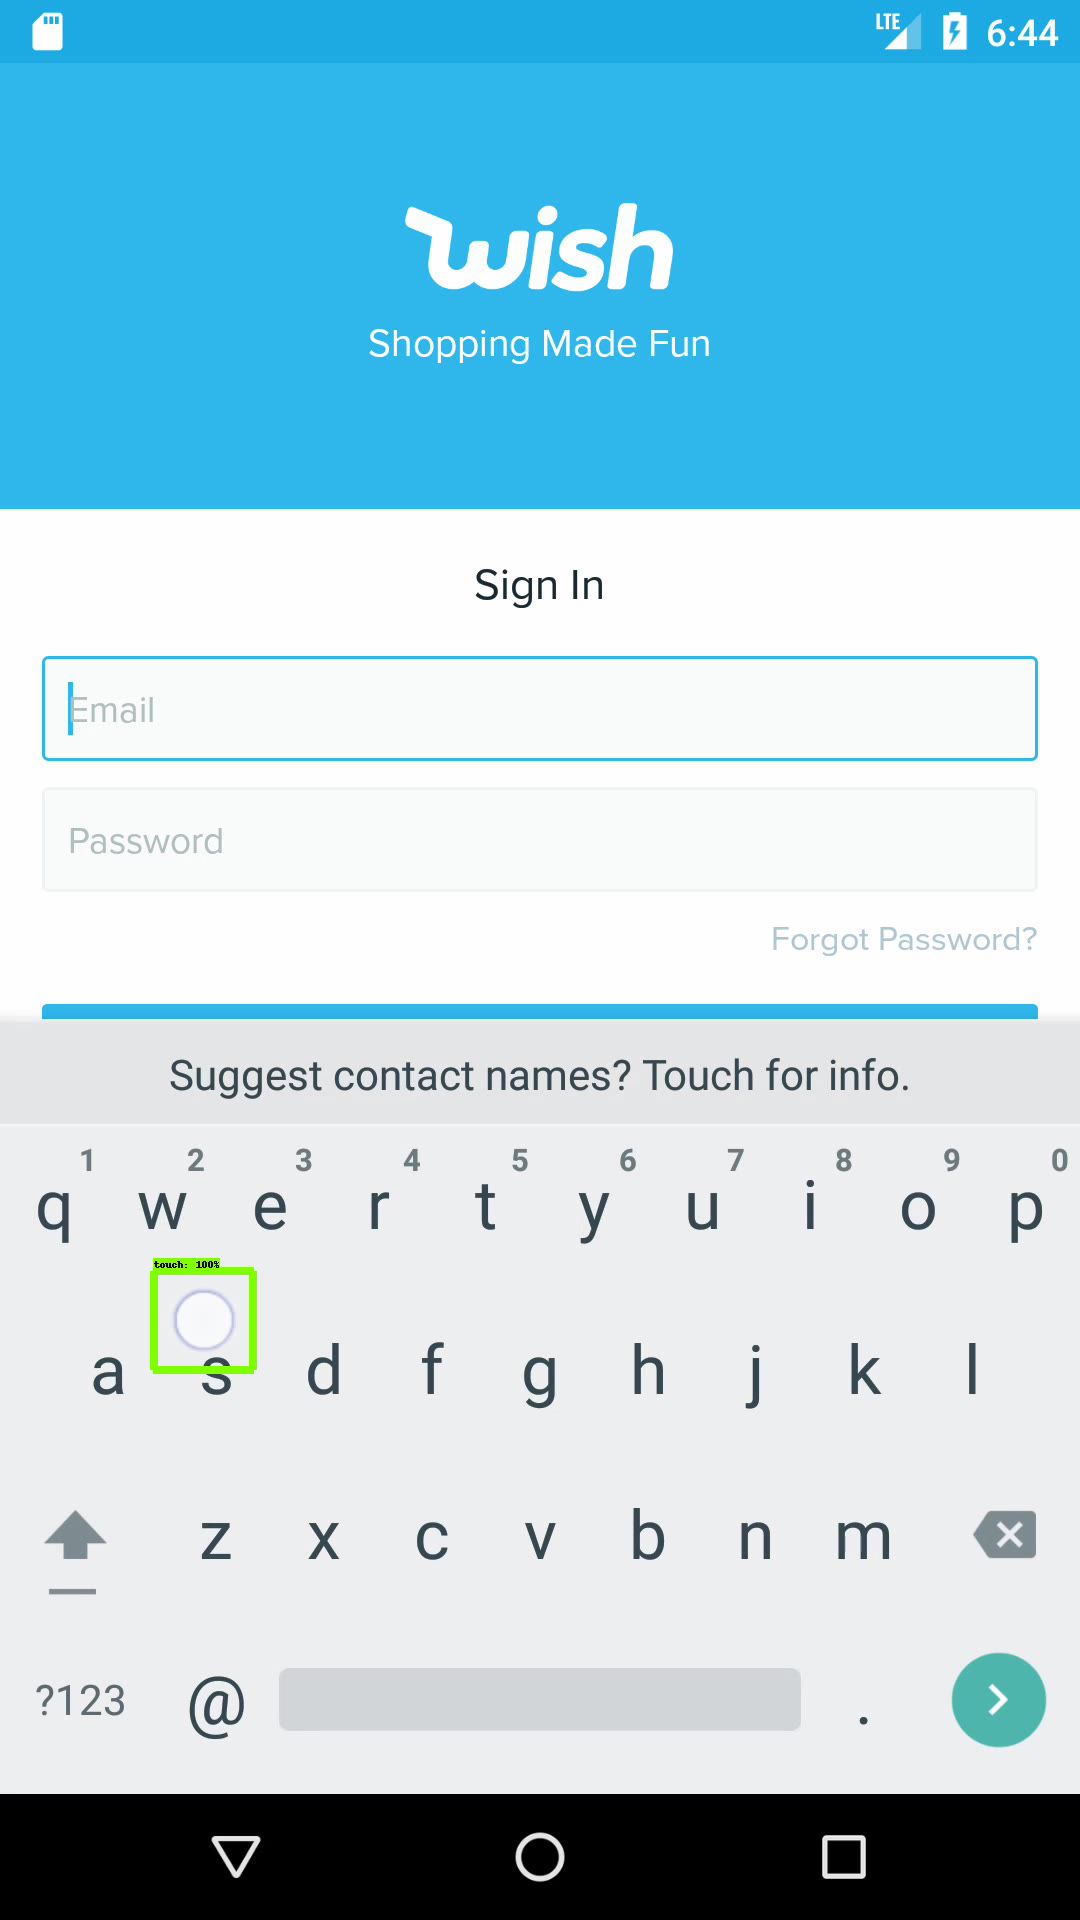 LTE 6:44
wish
Shopping Made Fun
Sign In
Email
Password
Forgot Password?
Suggest contact names? Touch for info.
1 2 3 4 5 6 7 8 9 0
q w e r t y u i o p
touch: 100%
a s d f g h j k l
z x c v b n m
?123 @ .